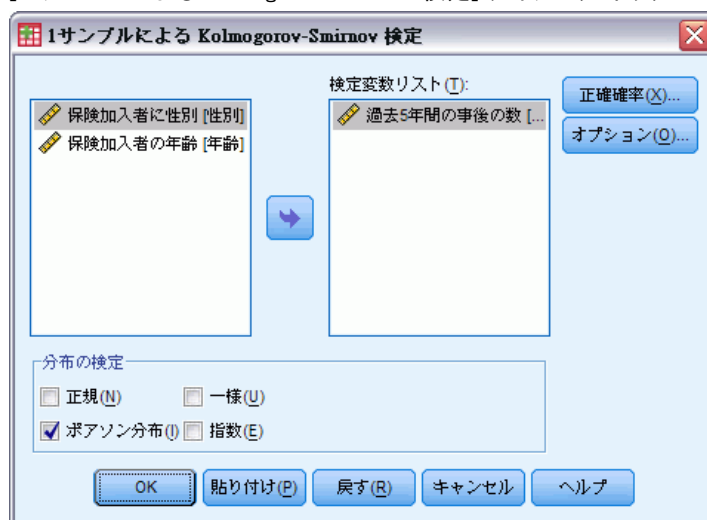 1サンプルによる Kolmogorov-Smirnov 検定
検定変数リスト(T):
保険加入者に性別 [性別]
保険加入者の年齢 [年齢]
過去5年間の事後の数 [...
正確確率(X)...
オプション(O)...
分布の検定
正規(N)
一様(U)
ポアソン分布(I)
指数(E)
OK
貼り付け(P)
戻す(R)
キャンセル
ヘルプ